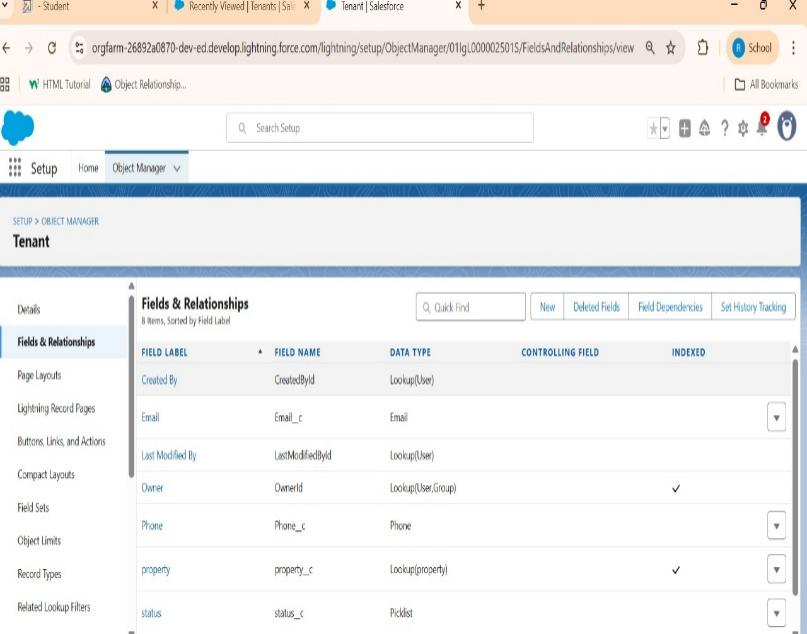 - Student
Recently Viewed | Tenants | Sale
Tenant | Salesforce
orgfarm-26892a0870-dev-ed.develop.lightning.force.com/lightning/setup/ObjectManager/01IgL000002501S/FieldsAndRelationships/view
School
HTML Tutorial
Object Relationship...
All Bookmarks
Search Setup
2
Setup
Home
Object Manager
SETUP > OBJECT MANAGER
Tenant
Details
Fields & Relationships
Page Layouts
Lightning Record Pages
Buttons, Links, and Actions
Compact Layouts
Field Sets
Object Limits
Record Types
Related Lookup Filters
Fields & Relationships
8 Items, Sorted by Field Label
Quick Find
New
Deleted Fields
Field Dependencies
Set History Tracking
FIELD LABEL FIELD NAME DATA TYPE CONTROLLING FIELD INDEXED
Created By CreatedById Lookup(User)
Email Email__c Email
Last Modified By LastModifiedById Lookup(User)
Owner OwnerId Lookup(User,Group)
Phone Phone__c Phone
property property__c Lookup(property)
status status__c Picklist